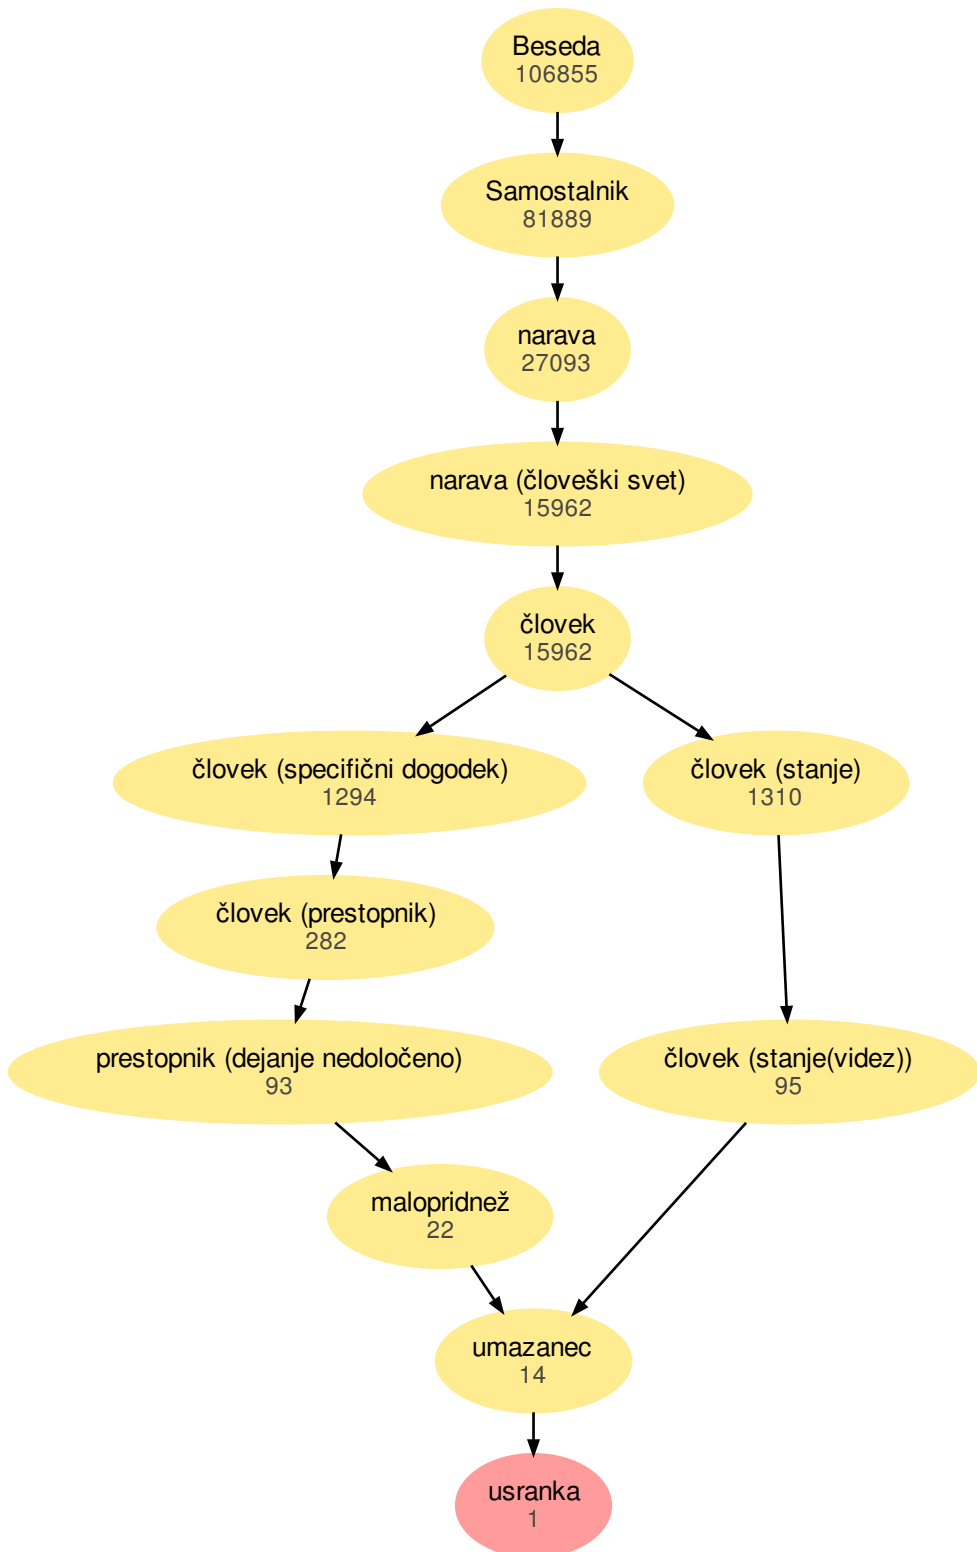 Beseda
106855
Samostalnik
81889
narava
27093
narava (človeški svet)
15962
človek
15962
človek (specifični dogodek)
1294
človek (stanje)
1310
človek (prestopnik)
282
prestopnik (dejanje nedoločeno)
93
človek (stanje(videz))
95
malopridnež
22
umazanec
14
usranka
1